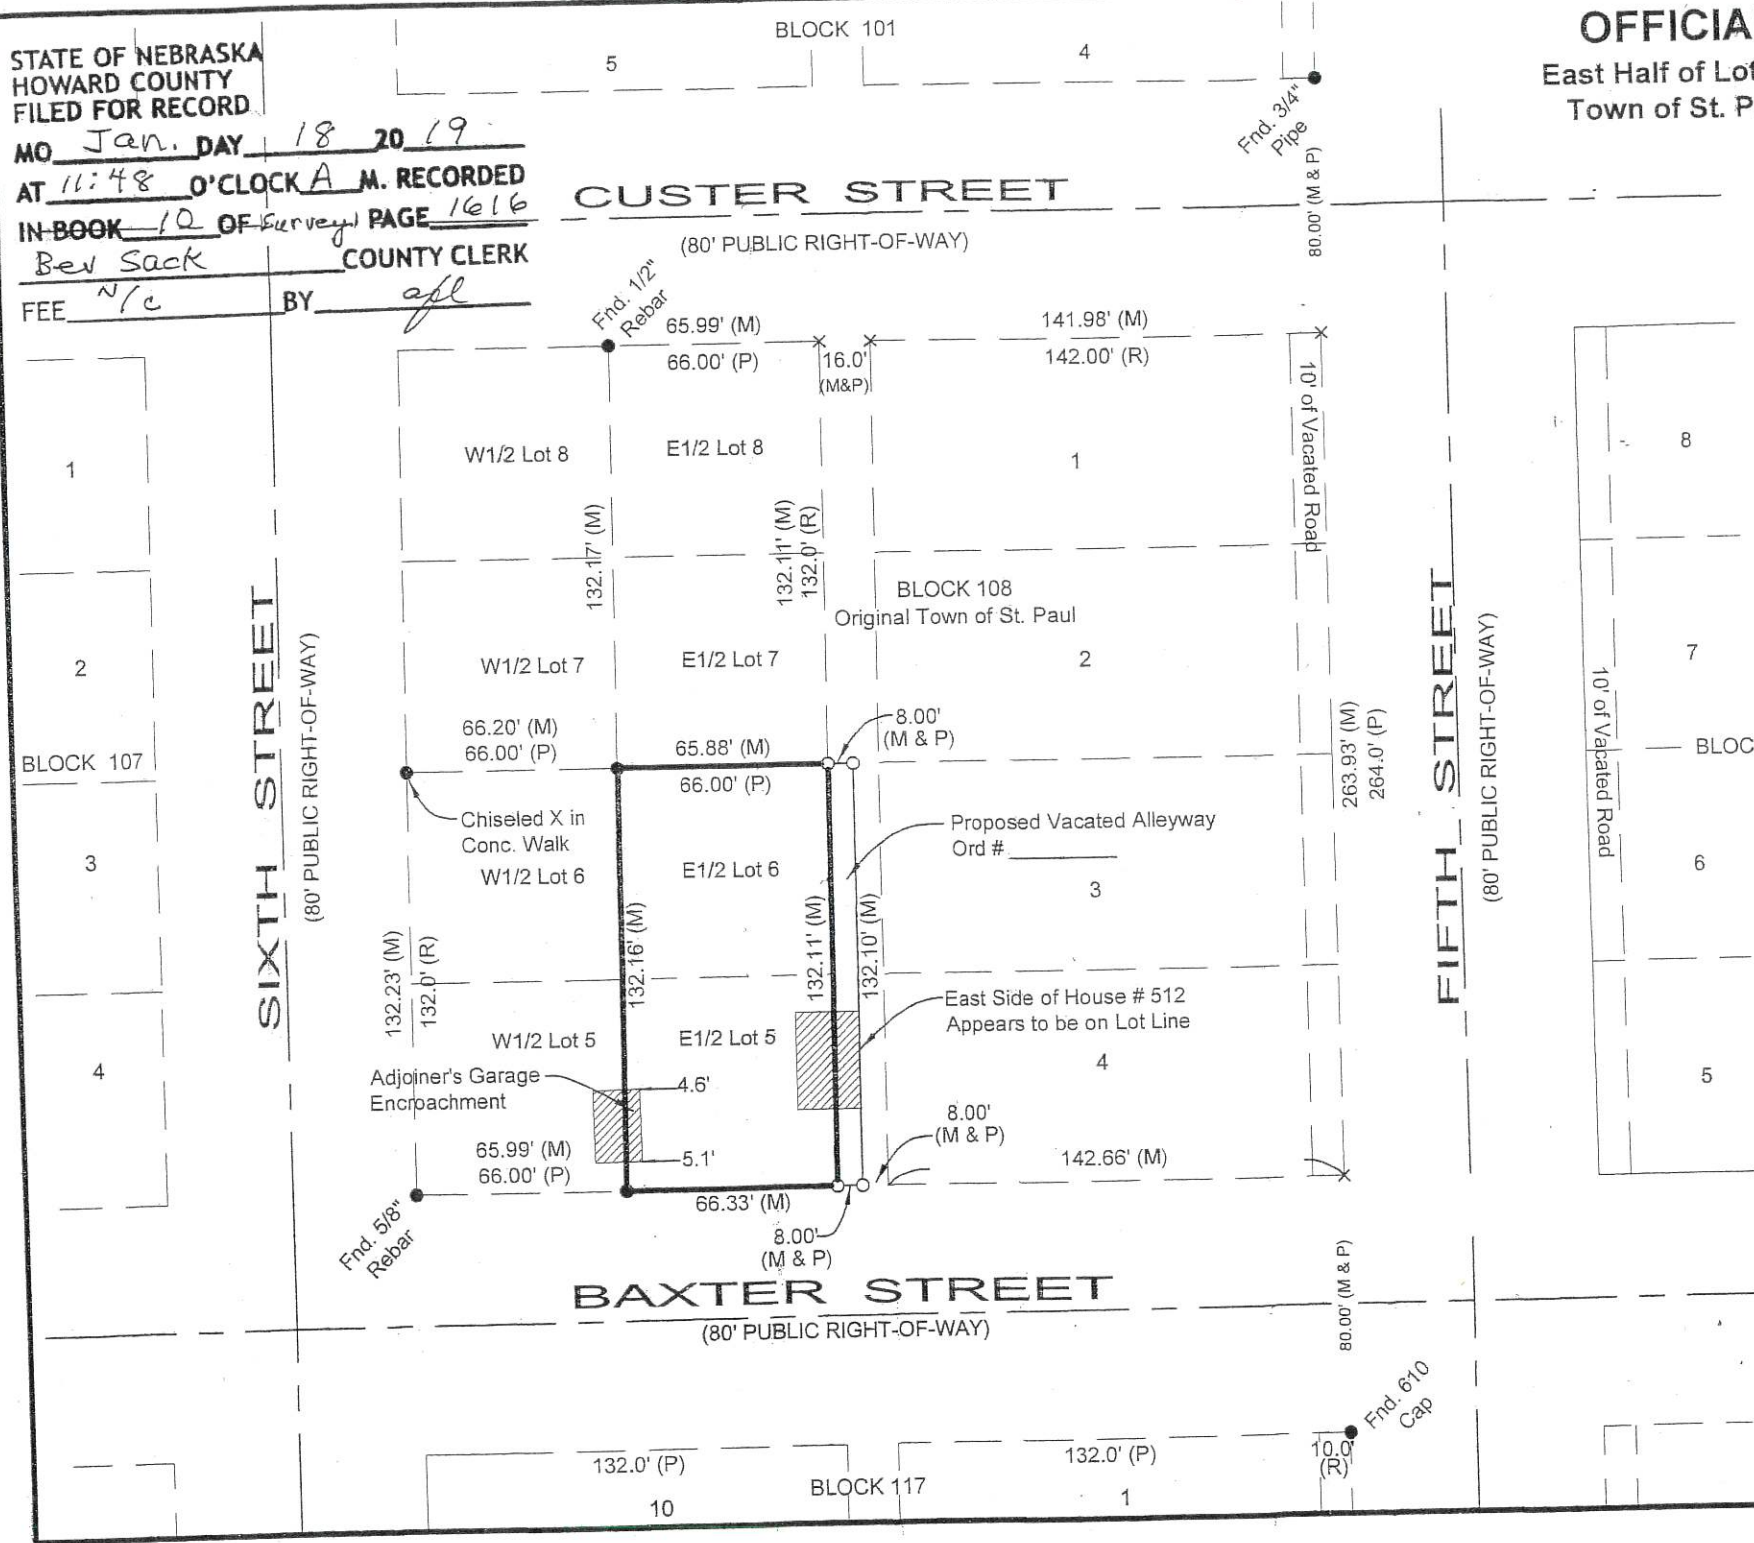 STATE OF NEBRASKA
HOWARD COUNTY
FILED FOR RECORD
MO Jan. DAY 18 20 19
AT 11:48 O'CLOCK A M. RECORDED
IN BOOK 10 OF Survey PAGE 1616
Bev Sack COUNTY CLERK
FEE N/C BY
OFFICIA
East Half of Lot
Town of St. P
BLOCK 101
5
4
Fnd. 3/4"
Pipe
80.00' (M & P)
CUSTER STREET
(80' PUBLIC RIGHT-OF-WAY)
Fnd. 1/2"
Rebar
65.99' (M)
66.00' (P)
16.0'
(M&P)
141.98' (M)
142.00' (R)
10' of Vacated Road
1
W1/2 Lot 8
E1/2 Lot 8
1
8
132.17' (M)
132.11' (M)
132.0' (R)
BLOCK 108
Original Town of St. Paul
2
W1/2 Lot 7
E1/2 Lot 7
2
7
SIXTH STREET
(80' PUBLIC RIGHT-OF-WAY)
FIFTH STREET
(80' PUBLIC RIGHT-OF-WAY)
10' of Vacated Road
263.93' (M)
264.0' (P)
66.20' (M)
66.00' (P)
65.88' (M)
66.00' (P)
8.00'
(M & P)
BLOCK 107
BLOC
Chiseled X in
Conc. Walk
Proposed Vacated Alleyway
Ord #
3
W1/2 Lot 6
E1/2 Lot 6
3
6
132.23' (M)
132.0' (R)
132.16' (M)
132.11' (M)
132.10' (M)
East Side of House # 512
Appears to be on Lot Line
4
W1/2 Lot 5
E1/2 Lot 5
4
5
Adjoiner's Garage
Encroachment
4.6'
5.1'
8.00'
(M & P)
65.99' (M)
66.00' (P)
142.66' (M)
66.33' (M)
8.00'
(M & P)
Fnd. 5/8"
Rebar
BAXTER STREET
(80' PUBLIC RIGHT-OF-WAY)
80.00' (M & P)
Fnd. 610
Cap
132.0' (P)
132.0' (P)
10.0'
(R)
BLOCK 117
10
1